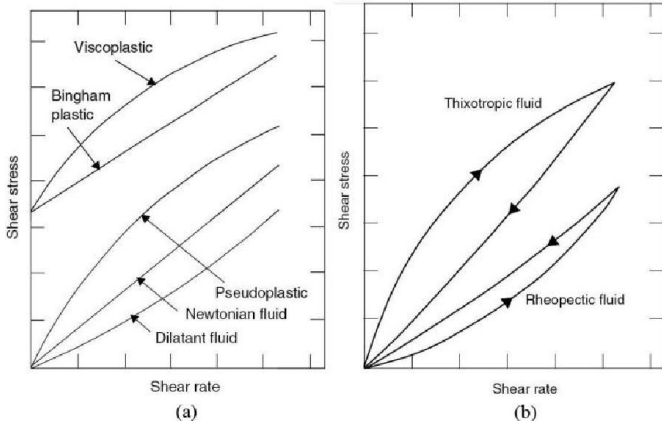 Viscoplastic
Bingham
plastic
Shear stress
Pseudoplastic
Newtonian fluid
Dilatant fluid
Shear rate
(a)
Thixotropic fluid
Shear stress
Rheopectic fluid
Shear rate
(b)